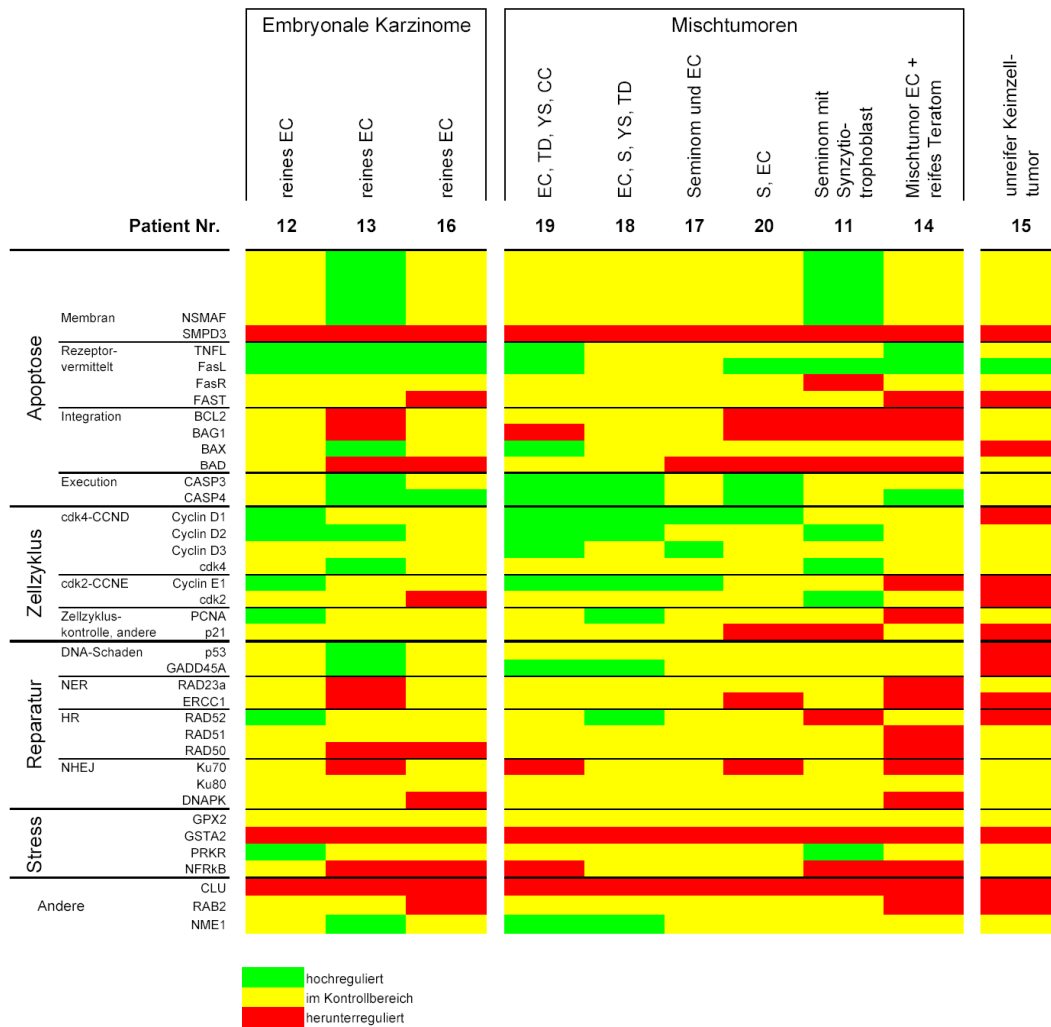 Embryonale Karzinome
Mischtumoren
reines EC
reines EC
reines EC
EC, TD, YS, CC
EC, S, YS, TD
Seminom und EC
S, EC
Seminom mit
Synzytio-
trophoblast
Mischtumor EC +
reifes Teratom
unreifer Keimzell-
tumor
Patient Nr. 12 13 16 19 18 17 20 11 14 15
Apoptose
Membran NSMAF
SMPD3
Rezeptor- TNFL
vermittelt FasL
FasR
FAST
Integration BCL2
BAG1
BAX
BAD
Execution CASP3
CASP4
Zellzyklus
cdk4-CCND Cyclin D1
Cyclin D2
Cyclin D3
cdk4
cdk2-CCNE Cyclin E1
cdk2
Zellzyklus- PCNA
kontrolle, andere p21
Reparatur
DNA-Schaden p53
GADD45A
NER RAD23a
ERCC1
HR RAD52
RAD51
RAD50
NHEJ Ku70
Ku80
DNAPK
Stress
GPX2
GSTA2
PRKR
NFRkB
CLU
Andere RAB2
NME1
hochreguliert
im Kontrollbereich
herunterreguliert